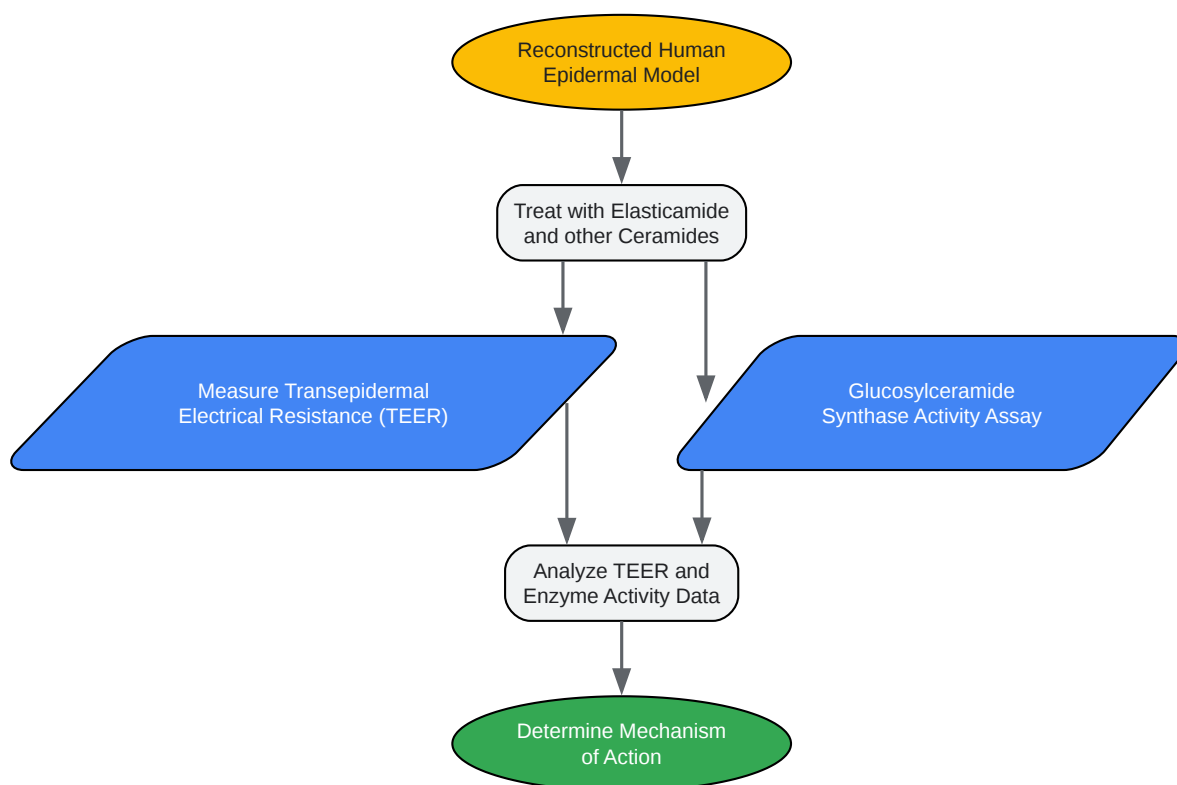 Reconstructed Human
Epidermal Model
Treat with Elasticamide
and other Ceramides
Measure Transepidermal
Electrical Resistance (TEER)
Glucosylceramide
Synthase Activity Assay
Analyze TEER and
Enzyme Activity Data
Determine Mechanism
of Action